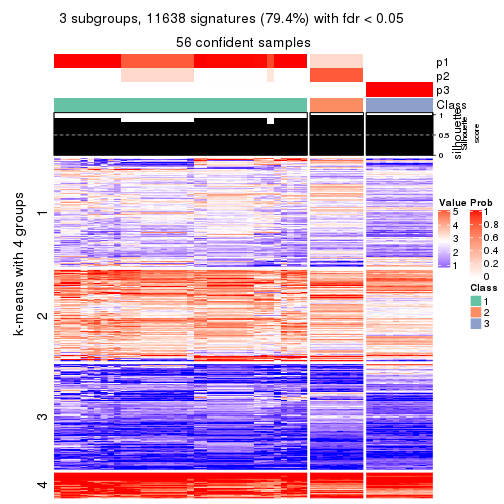 3 subgroups, 11638 signatures (79.4%) with fdr < 0.05
56 confident samples
p1
p2
p3
Class
1
0.5
0
silhouette
Silhouette
score
k-means with 4 groups
1
2
3
4
Value
5
4
3
2
1
Prob
1
0.8
0.6
0.4
0.2
0
Class
1
2
3